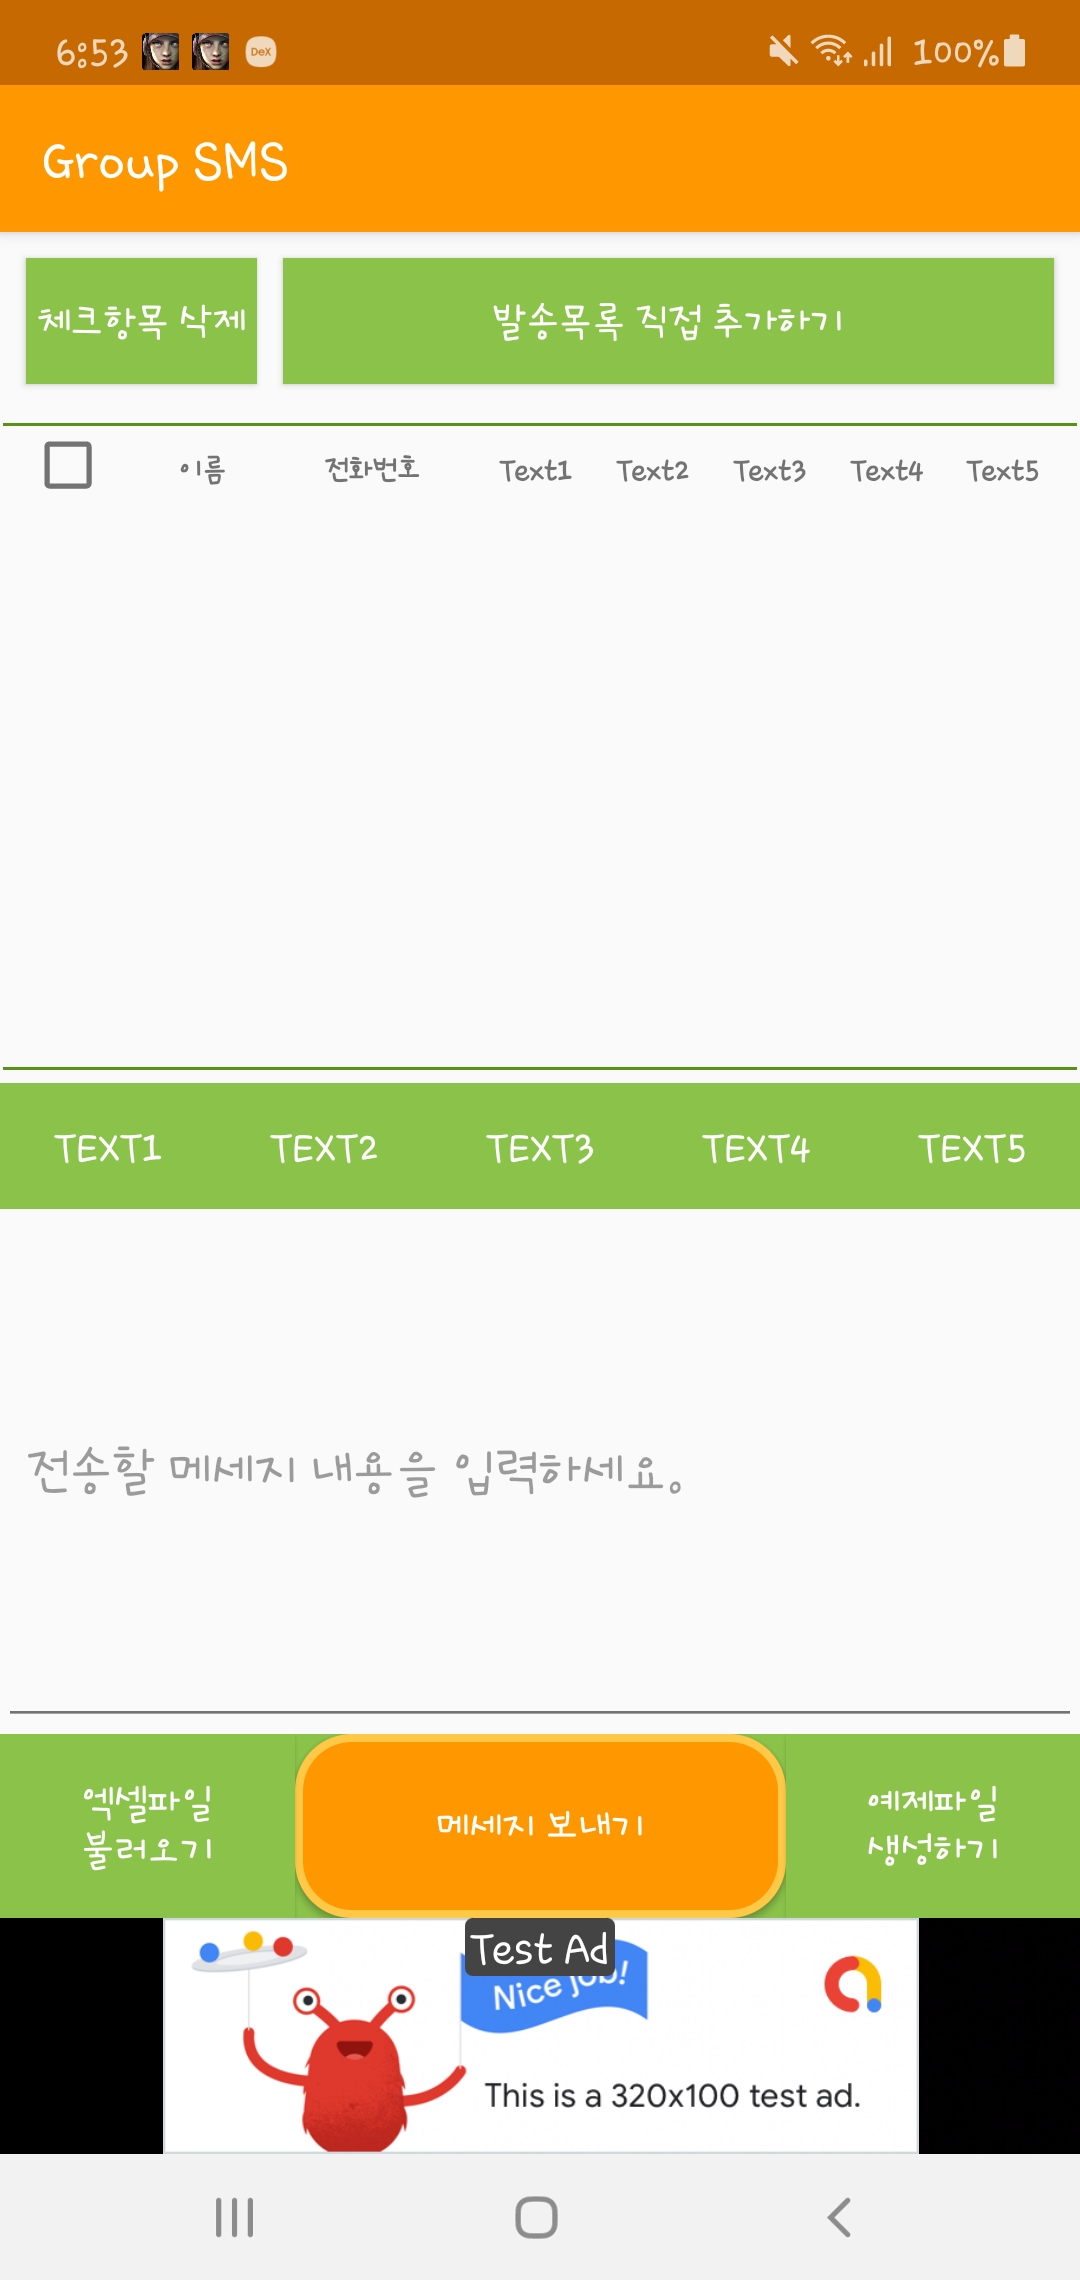 6:53
DeX
100%
Group SMS
체크항목 삭제
발송목록 직접 추가하기
이름 전화번호 Text1 Text2 Text3 Text4 Text5
TEXT1 TEXT2 TEXT3 TEXT4 TEXT5
전송할 메세지 내용을 입력하세요.
엑셀파일
불러오기
메세지 보내기
예제파일
생성하기
Test Ad
Nice job!
This is a 320x100 test ad.